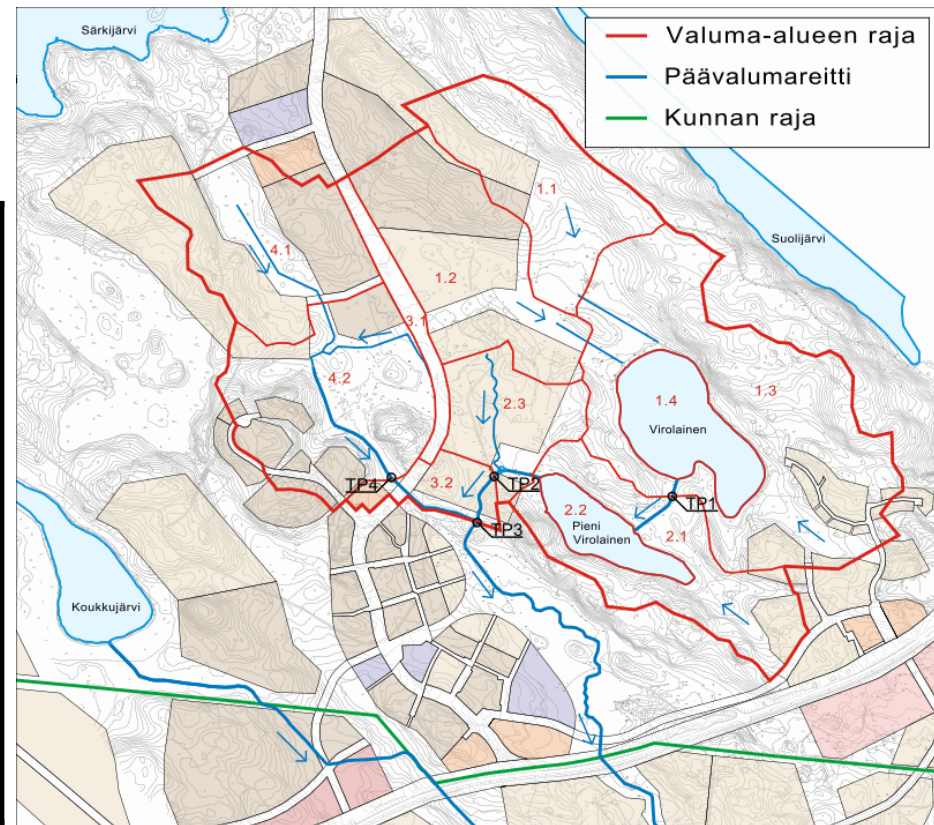 Särkijärvi
Valuma-alueen raja
Päävalumareitti
Kunnan raja
1.1
Suolijärvi
4.1
1.2
3.1
4.2
1.3
2.3
1.4
Virolainen
TP4
3.2
TP2
TP1
2.2
TP3
Pieni
Virolainen
2.1
Koukkujärvi